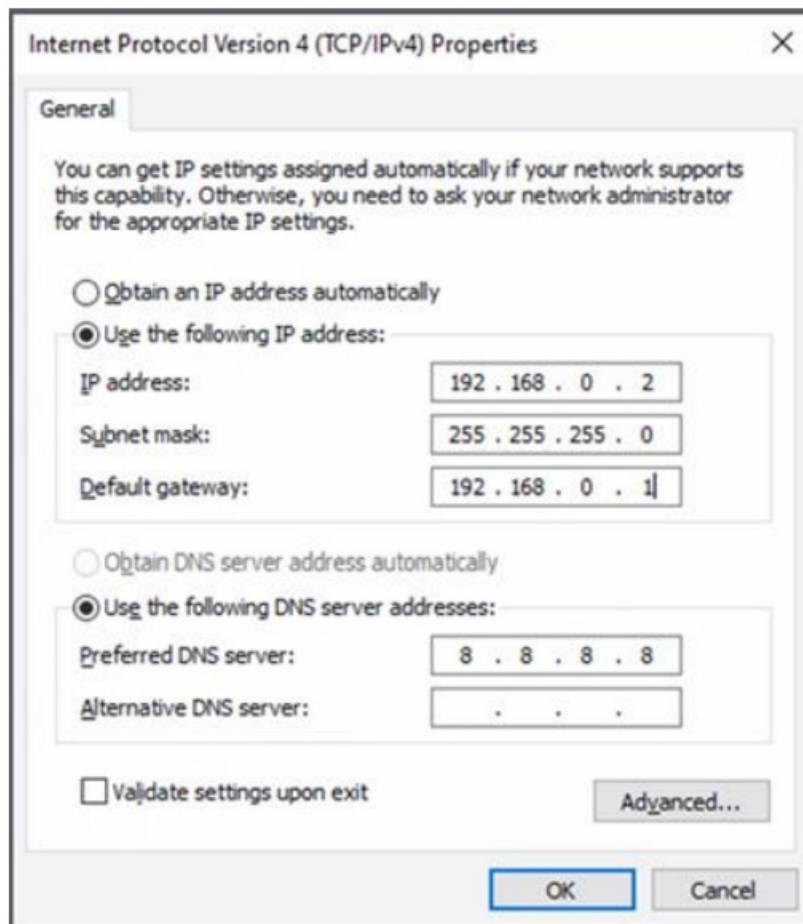 Internet Protocol Version 4 (TCP/IPv4) Properties
General
You can get IP settings assigned automatically if your network supports
this capability. Otherwise, you need to ask your network administrator
for the appropriate IP settings.
Obtain an IP address automatically
Use the following IP address:
IP address: 192 . 168 . 0 . 2
Subnet mask: 255 . 255 . 255 . 0
Default gateway: 192 . 168 . 0 . 1
Obtain DNS server address automatically
Use the following DNS server addresses:
Preferred DNS server: 8 . 8 . 8 . 8
Alternative DNS server: . . .
Validate settings upon exit
Advanced...
OK Cancel